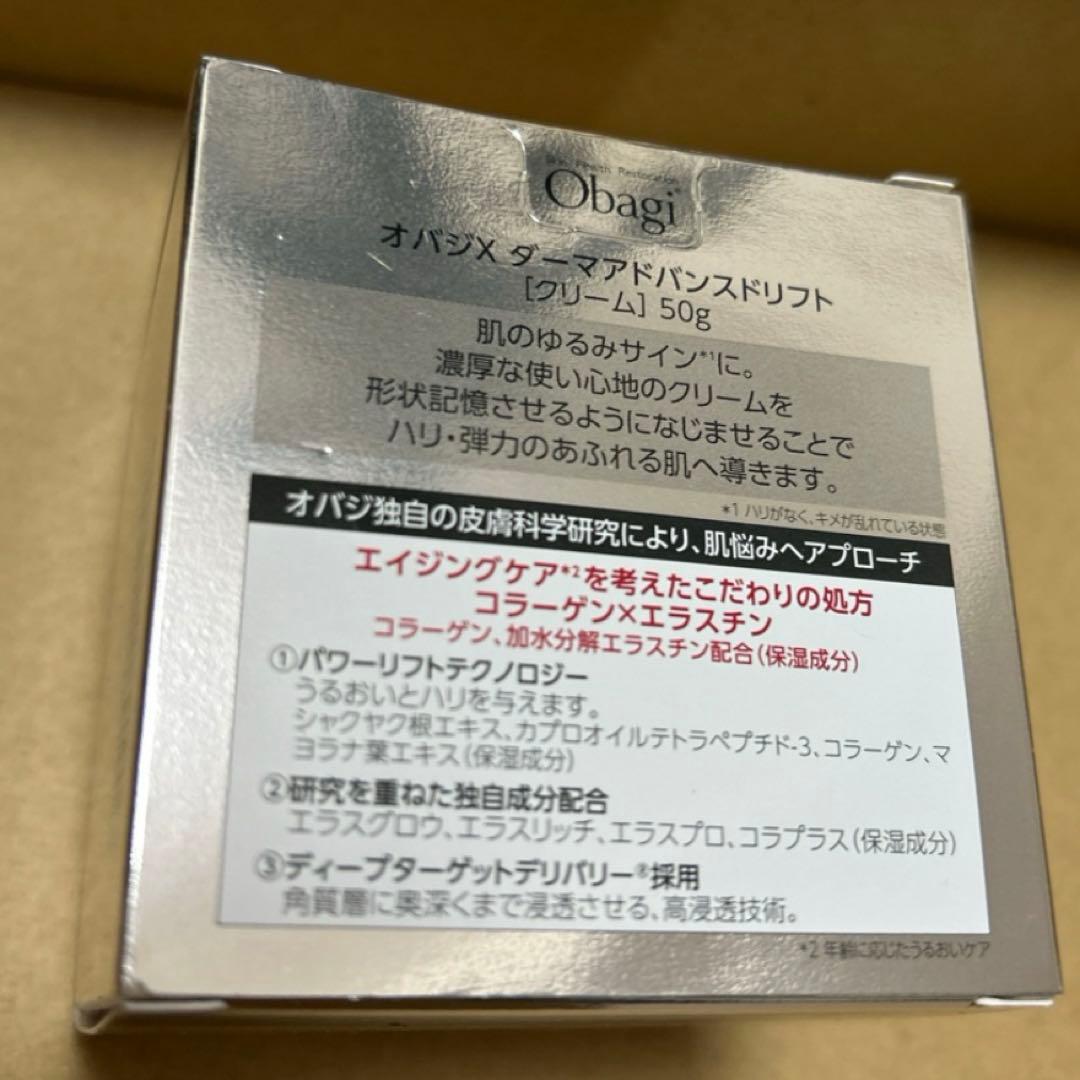 Skin Health Restoration
Obagi®
オバジX ダーマアドバンスドリフト
[クリーム] 50g
肌のゆるみサイン*1に。
濃厚な使い心地のクリームを
形状記憶させるようになじませることで
ハリ・弾力のあふれる肌へ導きます。
*1 ハリがなく、キメが乱れている状態
オバジ独自の皮膚科学研究により、肌悩みへアプローチ
エイジングケア*2を考えたこだわりの処方
コラーゲン×エラスチン
コラーゲン、加水分解エラスチン配合(保湿成分)
①パワーリフトテクノロジー
うるおいとハリを与えます。
シャクヤク根エキス、カプロオイルテトラペプチド-3、コラーゲン、マ
ヨラナ葉エキス(保湿成分)
②研究を重ねた独自成分配合
エラスグロウ、エラスリッチ、エラスプロ、コラプラス(保湿成分)
③ディープターゲットデリバリー®採用
角質層に奥深くまで浸透させる、高浸透技術。
*2 年齢に応じたうるおいケア